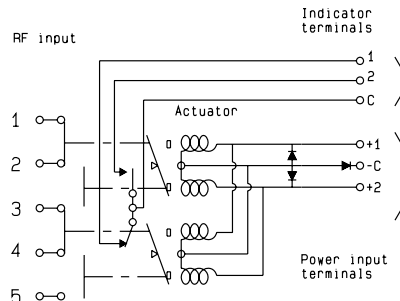 Indicator
terminals
RF input
1
2
C
Actuator
1
2
+1
-C
+2
3
4
Power input
terminals
5